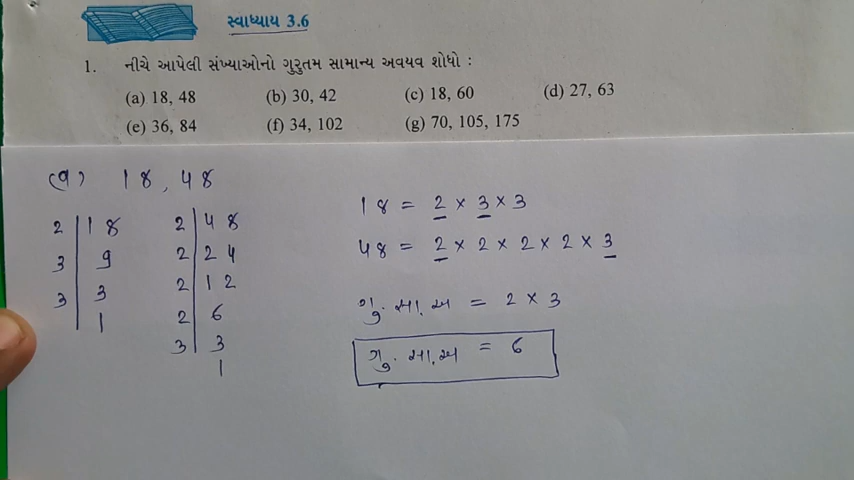 સ્વાધ્યાય 3.6
1. નીચે આપેલી સંખ્યાઓનો ગુરુતમ સામાન્ય અવયવ શોધો :
(a) 18, 48 (b) 30, 42 (c) 18, 60 (d) 27, 63
(e) 36, 84 (f) 34, 102 (g) 70, 105, 175
(a) 18, 48
2 | 18
3 | 9
3 | 3
1
2 | 48
2 | 24
2 | 12
2 | 6
3 | 3
1
18 = 2 × 3 × 3
48 = 2 × 2 × 2 × 2 × 3
ગુ. સા. અ = 2 × 3
ગુ. સા. અ = 6